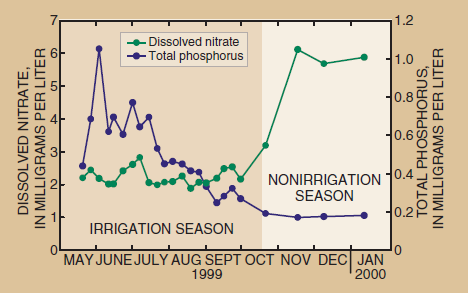 DISSOLVED NITRATE,
IN MILLIGRAMS PER LITER
7
6
5
4
3
2
1
0
Dissolved nitrate
Total phosphorus
IRRIGATION SEASON
NONIRRIGATION
SEASON
1.2
1.0
0.8
0.6
0.4
0.2
0
TOTAL PHOSPHORUS,
IN MILLIGRAMS PER LITER
MAY JUNE JULY AUG SEPT OCT NOV DEC JAN
1999 2000